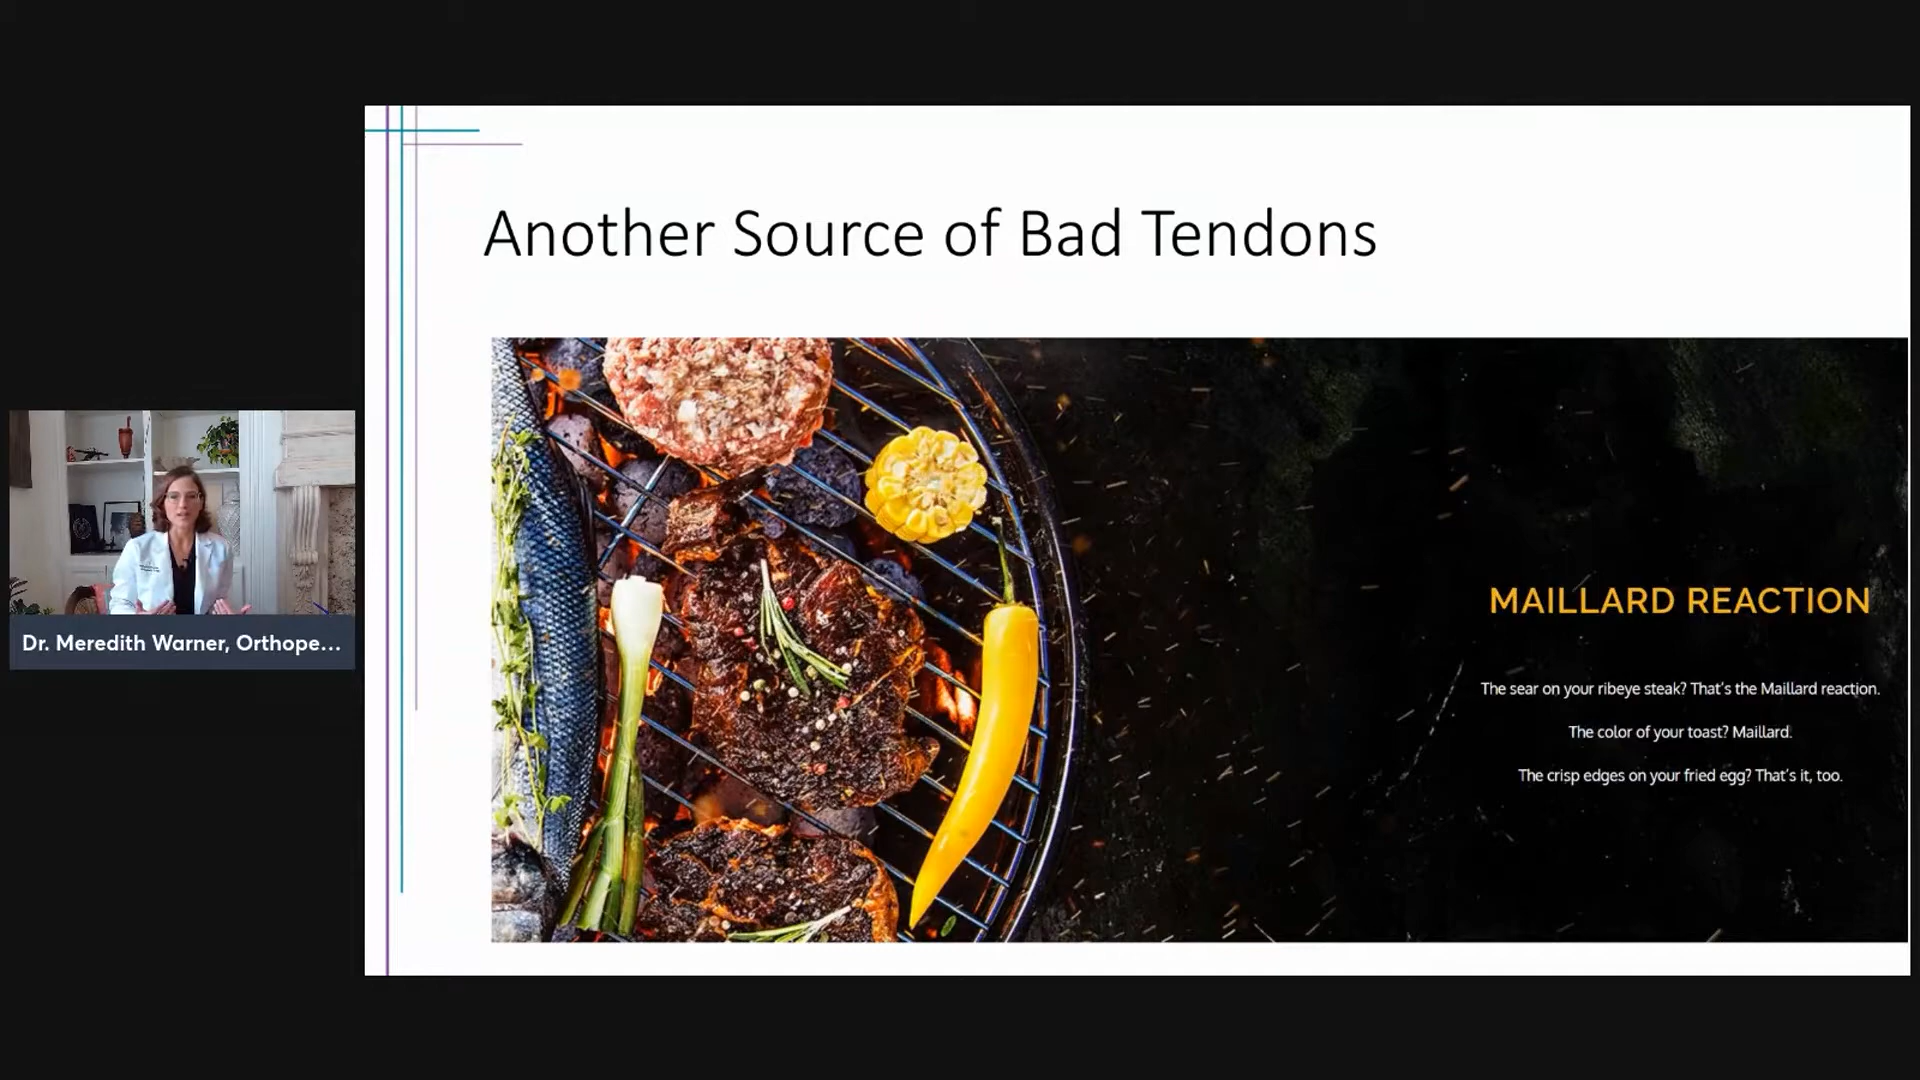 Another Source of Bad Tendons
MAILLARD REACTION
The sear on your ribeye steak? That's the Maillard reaction.
The color of your toast? Maillard.
The crisp edges on your fried egg? That's it, too.
Dr. Meredith Warner, Orthope...